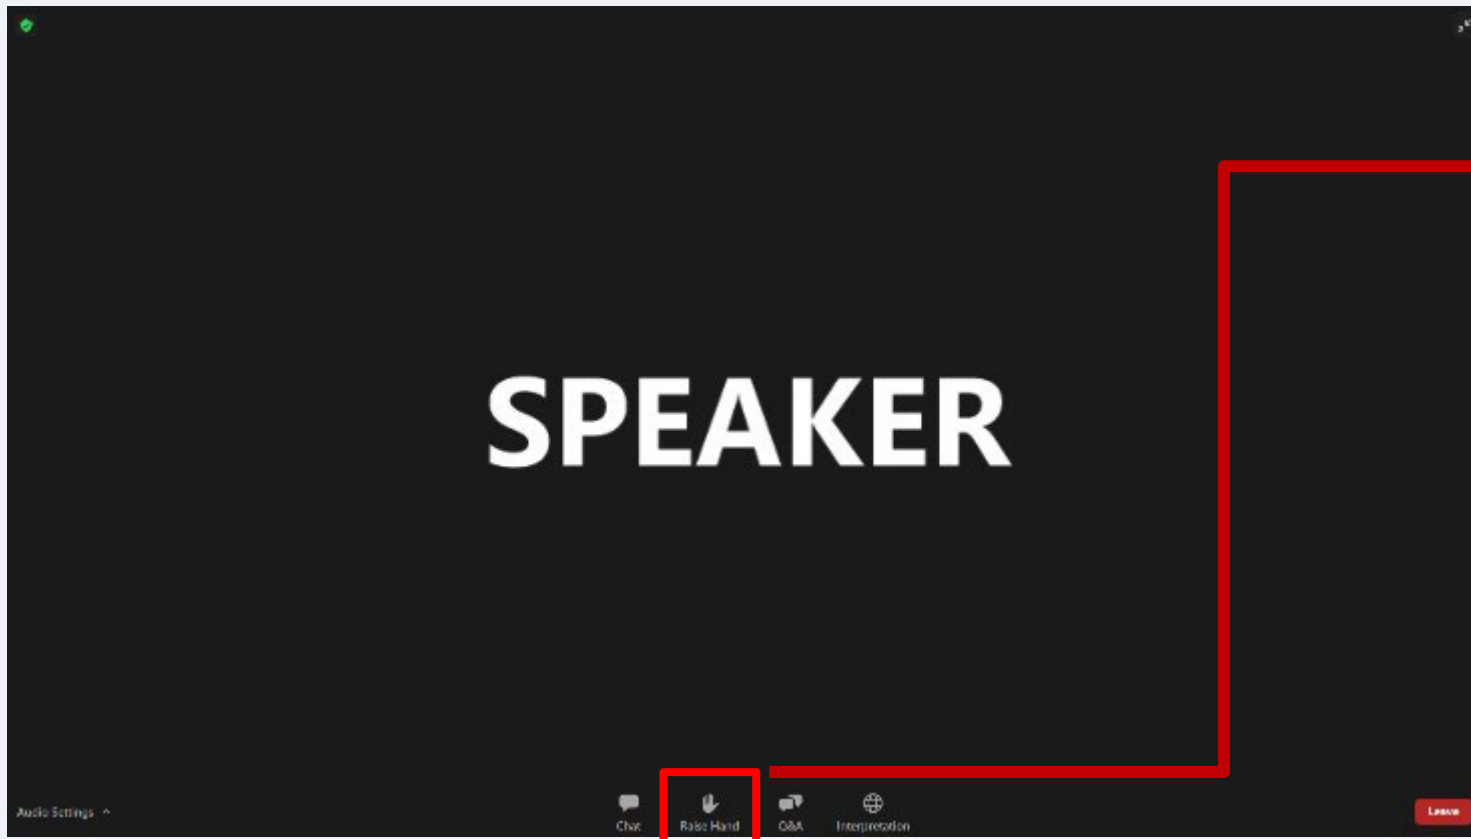 SPEAKER
Audio Settings
Chat
Raise Hand
Q&A
Interpretation
Leave